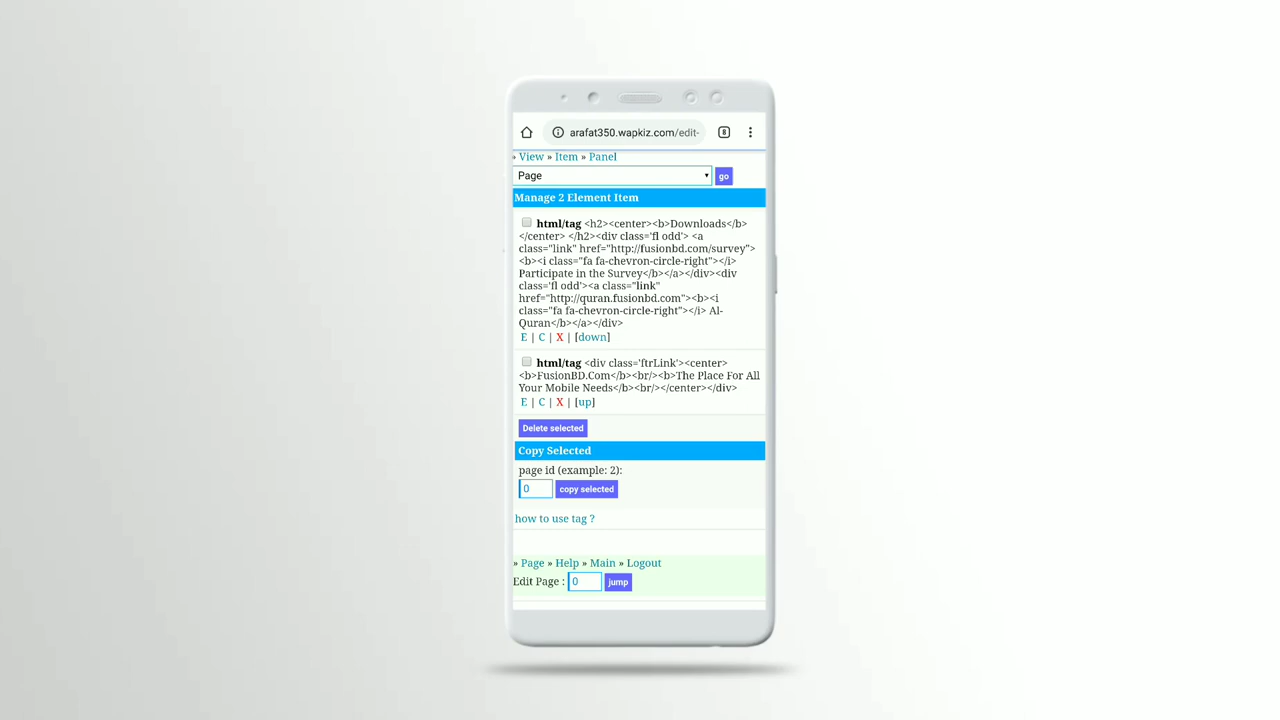 arafat350.wapkiz.com/edit-
8
» View » Item » Panel
Page
go
Manage 2 Element Item
html/tag <h2><center><b>Downloads</b>
</center> </h2><div class='fl odd'> <a
class="link" href="http://fusionbd.com/survey">
<b><i class="fa fa-chevron-circle-right"></i>
Participate in the Survey</b></a></div><div
class='fl odd'><a class="link"
href="http://quran.fusionbd.com"><b><i
class="fa fa-chevron-circle-right"></i> Al-
Quran</b></a></div>
E | C | X | [down]
html/tag <div class='ftrLink'><center>
<b>FusionBD.Com</b><br/><b>The Place For All
Your Mobile Needs</b><br/></center></div>
E | C | X | [up]
Delete selected
Copy Selected
page id (example: 2):
0
copy selected
how to use tag ?
» Page » Help » Main » Logout
Edit Page : 0 jump